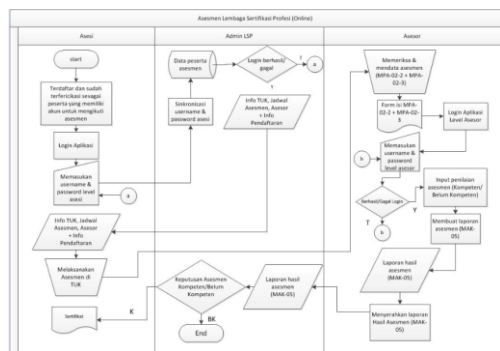 Asesmen Lembaga Sertifikasi Profesi (Online)
Asesi
Admin LSP
Asesor
start
Terdaftar dan sudah
terfericikasi sevagai
peserta yang memiliki
akun untuk mengikuti
asesmen
Login Aplikasi
Memasukan
username &
password level
asesi
a
Info TUK, Jadwal
Asesmen, Asesor
+ Info
Pendaftaran
Melaksanakan
Asesmen di
TUK
Sertifikat
K
Data peserta
asesmen
Login berhasil/
gagal
a
Sinkronisasi
username &
password asesi
Info TUK, Jadwal
Asesmen, Asesor
+ Info
Pendaftaran
Keputusan Asesmen
Kompeten/Belum
Kompeten
BK
End
Laporan hasil
asesmen
(MAK-05)
Memeriksa &
mendata asesmen
(MPA-02-2 + MPA-
02-3)
Form isi MPA-
02-2 + MPA-02-
3
Login Aplikasi
Level Asesor
b
Memasukan
username &
password
level asesor
Berhasil/Gagal Login
T
Y
b
Input penilaian
asesmen (Kompeten/
Belum Kompeten)
Membuat laporan
asesmen (MAK-
05)
Laporan hasil
asesmen
(MAK-05)
Menyerahkan laporan
Hasil Asesmen (MAK-
05)